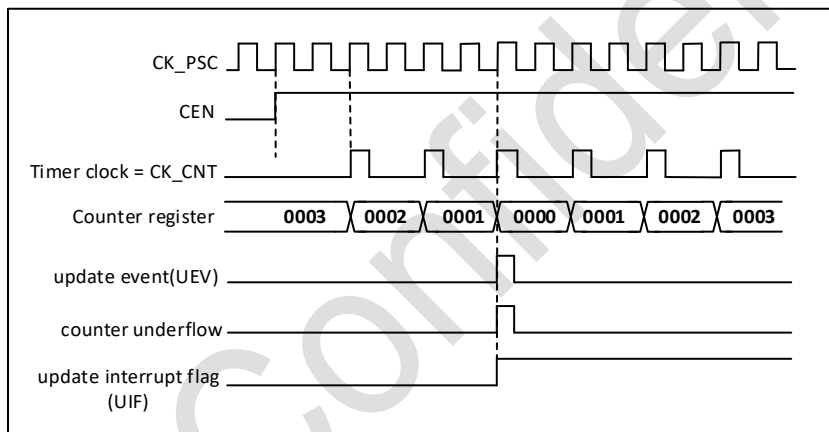 CK_PSC
CEN
Timer clock = CK_CNT
Counter register 0003 0002 0001 0000 0001 0002 0003
update event(UEV)
counter underflow
update interrupt flag
(UIF)
Confiden